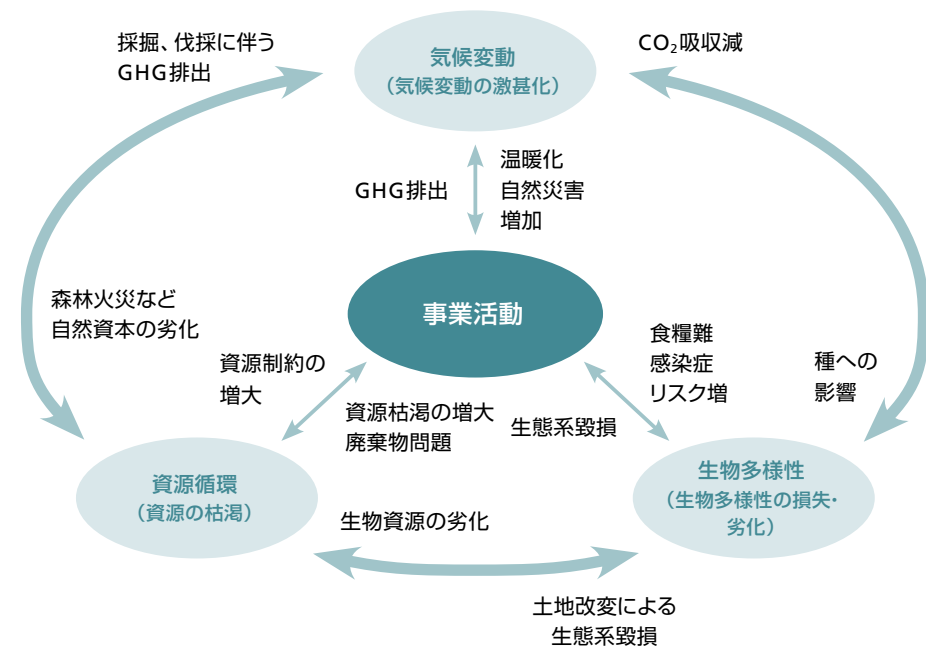 採掘、伐採に伴う
GHG排出
気候変動
（気候変動の激甚化）
CO₂吸収減
GHG排出
温暖化
自然災害
増加
事業活動
森林火災など
自然資本の劣化
資源制約の
増大
資源枯渇の増大
廃棄物問題
生態系毀損
食糧難
感染症
リスク増
種への
影響
資源循環
（資源の枯渇）
生物多様性
（生物多様性の損失・
劣化）
生物資源の劣化
土地改変による
生態系毀損